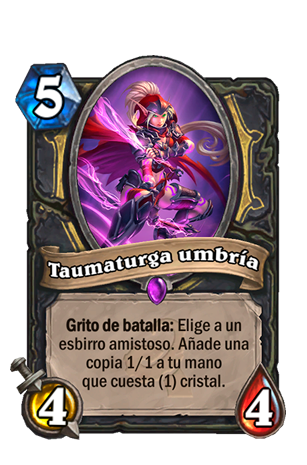 5
Taumaturga umbría
Grito de batalla: Elige a un
esbirro amistoso. Añade una
copia 1/1 a tu mano
que cuesta (1) cristal.
4
4